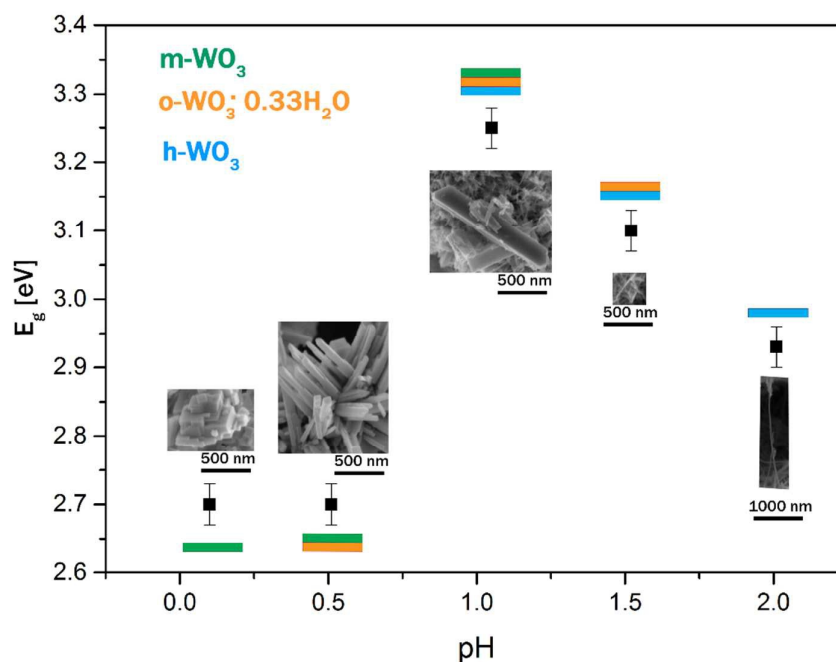 3.4
3.3
3.2
3.1
3.0
2.9
2.8
2.7
2.6
E_g [eV]
m-WO₃
o-WO₃· 0.33H₂O
h-WO₃
500 nm
500 nm
500 nm
500 nm
1000 nm
0.0 0.5 1.0 1.5 2.0
pH